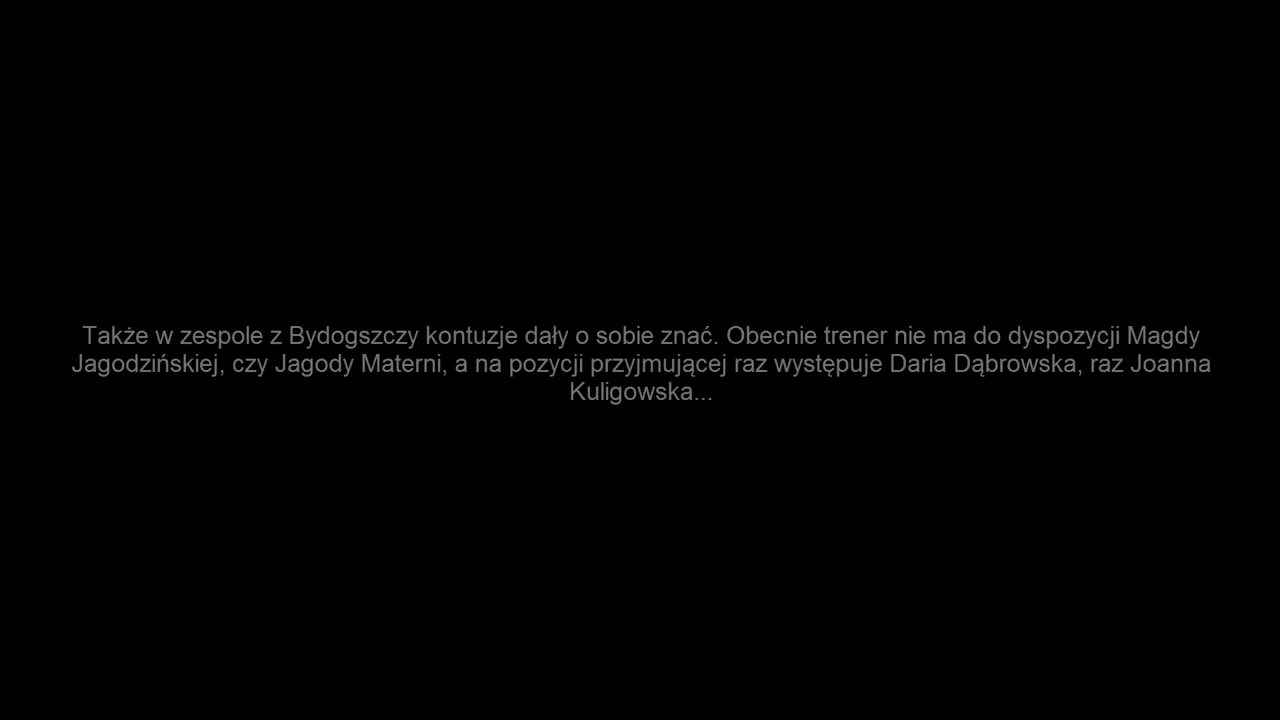 Także w zespole z Bydogszczy kontuzje dały o sobie znać. Obecnie trener nie ma do dyspozycji Magdy
Jagodzińskiej, czy Jagody Materni, a na pozycji przyjmującej raz występuje Daria Dąbrowska, raz Joanna
Kuligowska...